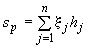 s_p = \sum_{j=1}^{n} \xi_j h_j